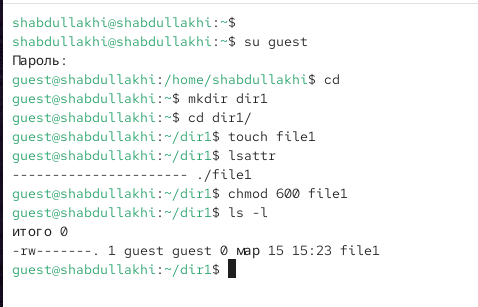 shabdullakhi@shabdullakhi:~$
shabdullakhi@shabdullakhi:~$ su guest
Пароль:
guest@shabdullakhi:/home/shabdullakhi$ cd
guest@shabdullakhi:~$ mkdir dir1
guest@shabdullakhi:~$ cd dir1/
guest@shabdullakhi:~/dir1$ touch file1
guest@shabdullakhi:~/dir1$ lsattr
---------------------- ./file1
guest@shabdullakhi:~/dir1$ chmod 600 file1
guest@shabdullakhi:~/dir1$ ls -l
итого 0
-rw-------. 1 guest guest 0 мар 15 15:23 file1
guest@shabdullakhi:~/dir1$